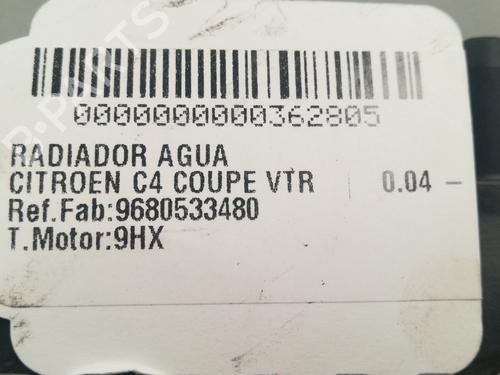 0000000000362805
RADIADOR AGUA
CITROEN C4 COUPE VTR 0.04 -
Ref.Fab:9680533480
T.Motor:9HX